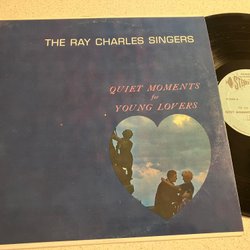 THE RAY CHARLES SINGERS
QUIET MOMENTS
for
YOUNG LOVERS